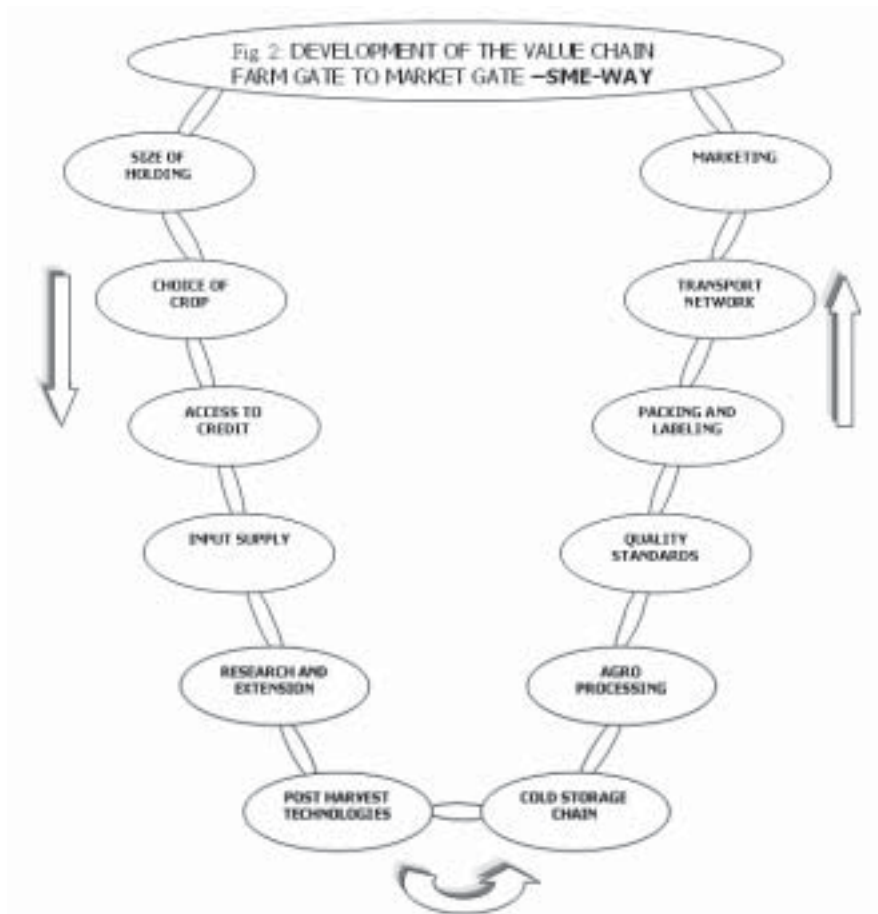 Fig. 2: DEVELOPMENT OF THE VALUE CHAIN
FARM GATE TO MARKET GATE –SME-WAY
SIZE OF
HOLDING
CHOICE OF
CROP
ACCESS TO
CREDIT
INPUT SUPPLY
RESEARCH AND
EXTENSION
POST HARVEST
TECHNOLOGIES
COLD STORAGE
CHAIN
AGRO
PROCESSING
QUALITY
STANDARDS
PACKING AND
LABELING
TRANSPORT
NETWORK
MARKETING